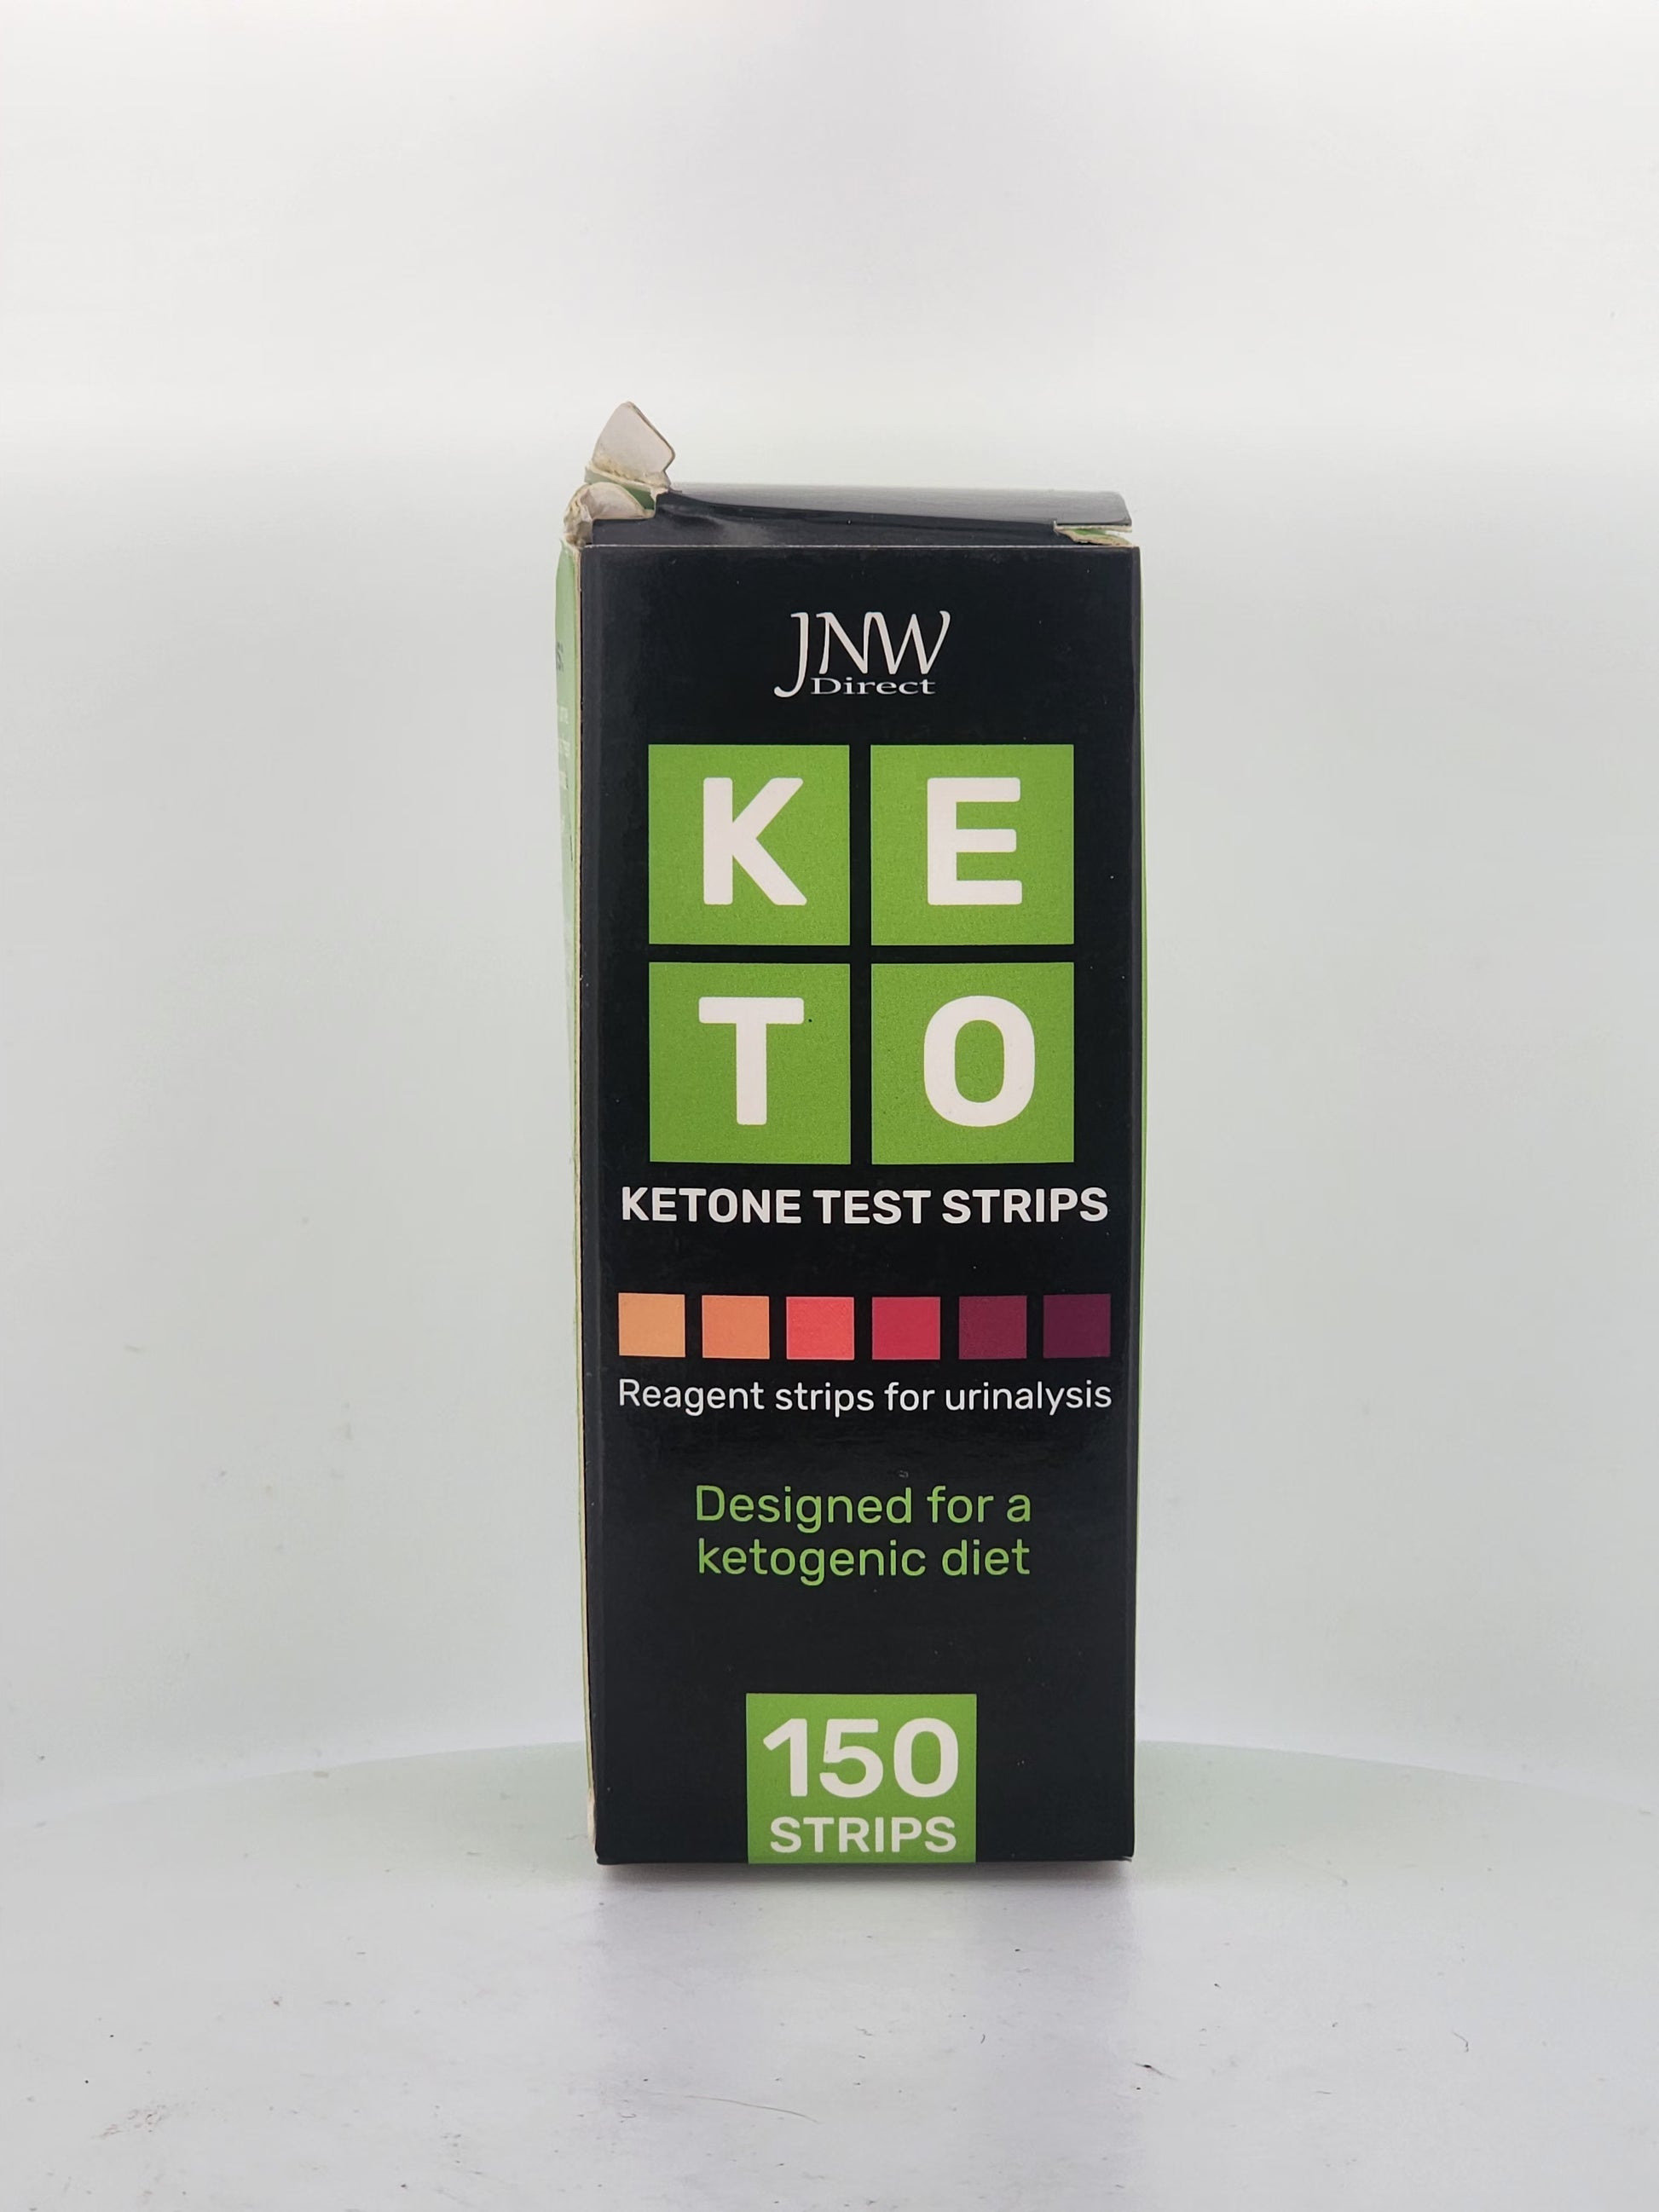 JNW
Direct
K E
T O
KETONE TEST STRIPS
Reagent strips for urinalysis
Designed for a
ketogenic diet
150
STRIPS